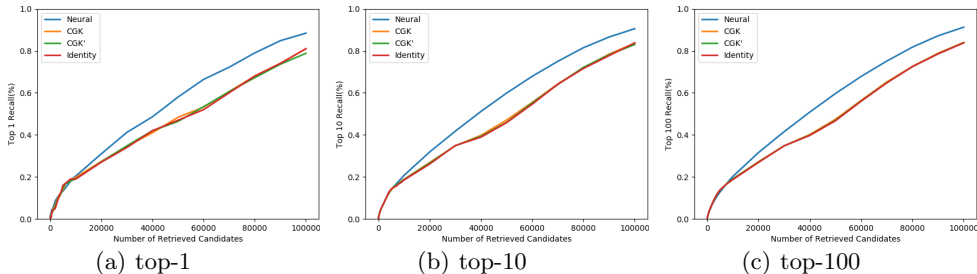 1.0
0.8
0.6
0.4
0.2
0.0
Top 1 Recall(%)
Neural
CGK
CGK'
Identity
0 20000 40000 60000 80000 100000
Number of Retrieved Candidates
(a) top-1
1.0
0.8
0.6
0.4
0.2
0.0
Top 10 Recall(%)
Neural
CGK
CGK'
Identity
0 20000 40000 60000 80000 100000
Number of Retrieved Candidates
(b) top-10
1.0
0.8
0.6
0.4
0.2
0.0
Top 100 Recall(%)
Neural
CGK
CGK'
Identity
0 20000 40000 60000 80000 100000
Number of Retrieved Candidates
(c) top-100